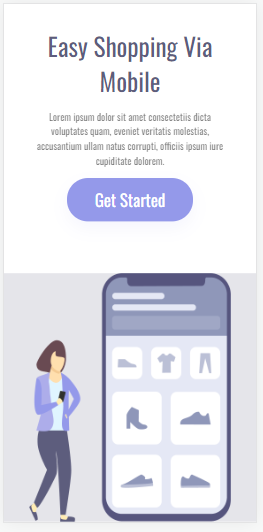 Easy Shopping Via
Mobile
Lorem ipsum dolor sit amet consectetiis dicta
voluptates quam, eveniet veritatis molestias,
accusantium ullam natus corrupti, officiis ipsum iure
cupiditate dolorem.
Get Started